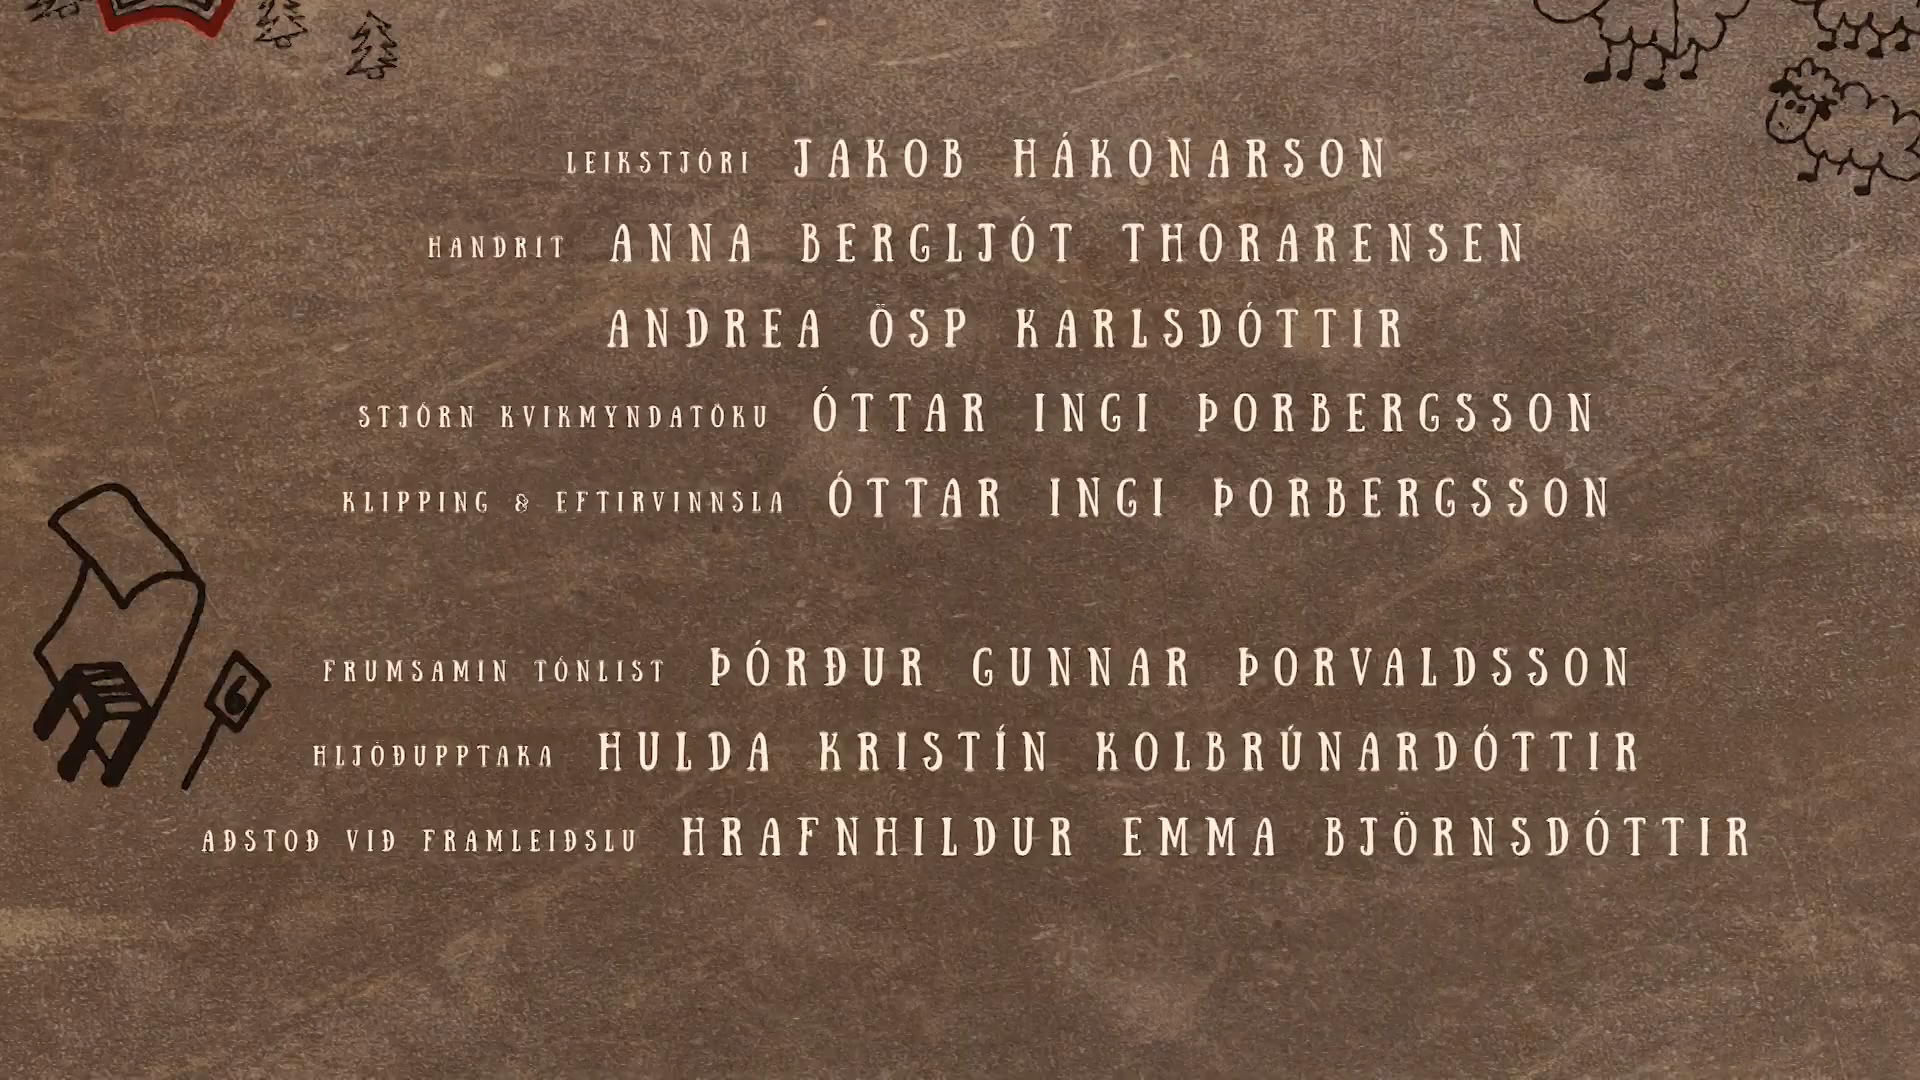 LEIKSTJÓRI JAKOB HÁKONARSON
HANDRIT ANNA BERGLJÓT THORARENSEN
ANDREA ÖSP KARLSDÓTTIR
STJÓRN KVIKMYNDATÖKU ÓTTAR INGI ÞORBERGSSON
KLIPPING & EFTIRVINNSLA ÓTTAR INGI ÞORBERGSSON
FRUMSAMIN TÓNLIST ÞÓRÐUR GUNNAR ÞORVALDSSON
6
HLJÓÐUPPTAKA HULDA KRISTÍN KOLBRÚNARDÓTTIR
AÐSTOÐ VIÐ FRAMLEIÐSLU HRAFNHILDUR EMMA BJÖRNSDÓTTIR